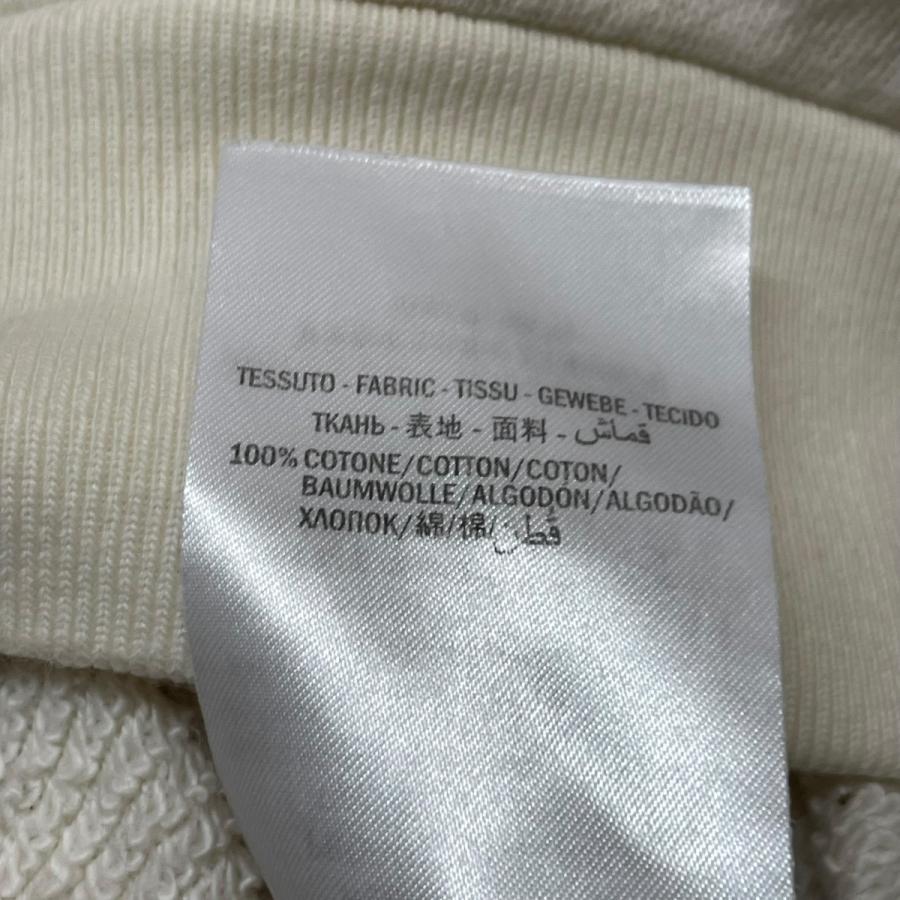 TESSUTO - FABRIC - TISSU - GEWEBE - TECIDO
ТКАНЬ - 表地 - 面料 - قماش
100% COTONE/COTTON/COTON/
BAUMWOLLE/ALGODÓN/ALGODÃO/
ХЛОПОК/綿/棉/قطن